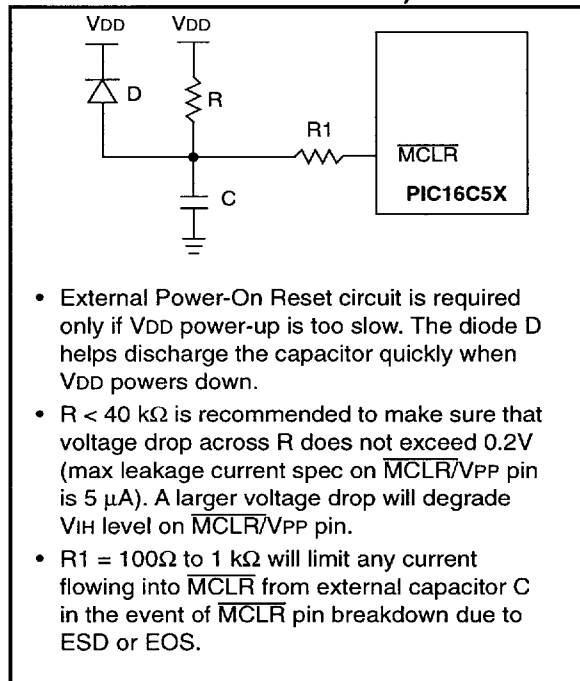 VDD VDD
D
R
R1
MCLR
C
PIC16C5X
• External Power-On Reset circuit is required
only if VDD power-up is too slow. The diode D
helps discharge the capacitor quickly when
VDD powers down.
• R < 40 kΩ is recommended to make sure that
voltage drop across R does not exceed 0.2V
(max leakage current spec on MCLR/VPP pin
is 5 μA). A larger voltage drop will degrade
VIH level on MCLR/VPP pin.
• R1 = 100Ω to 1 kΩ will limit any current
flowing into MCLR from external capacitor C
in the event of MCLR pin breakdown due to
ESD or EOS.